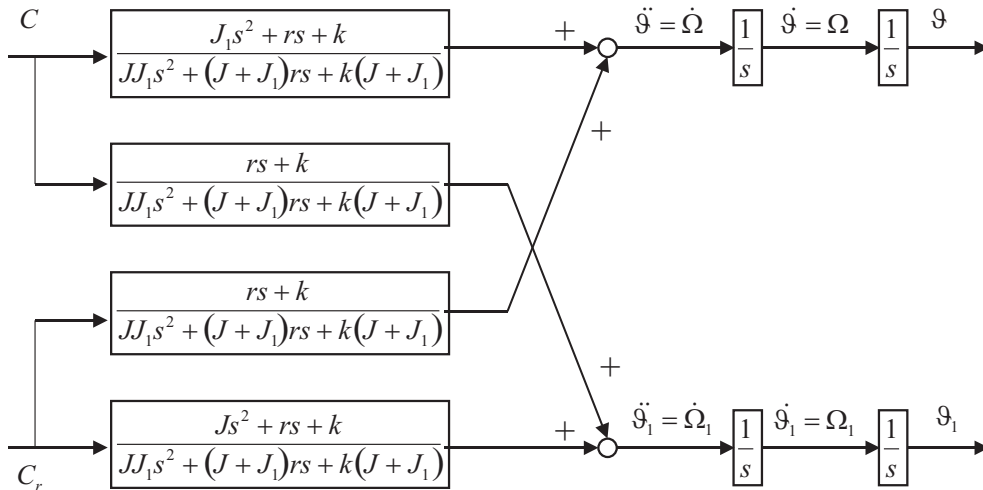 C
J₁s² + rs + k
JJ₁s² + (J + J₁)rs + k(J + J₁)
+
ϑ̈ = Ω̇
1
s
ϑ̇ = Ω
1
s
ϑ
+
rs + k
JJ₁s² + (J + J₁)rs + k(J + J₁)
rs + k
JJ₁s² + (J + J₁)rs + k(J + J₁)
+
Js² + rs + k
JJ₁s² + (J + J₁)rs + k(J + J₁)
+
ϑ̈₁ = Ω̇₁
1
s
ϑ̇₁ = Ω₁
1
s
ϑ₁
Cᵣ